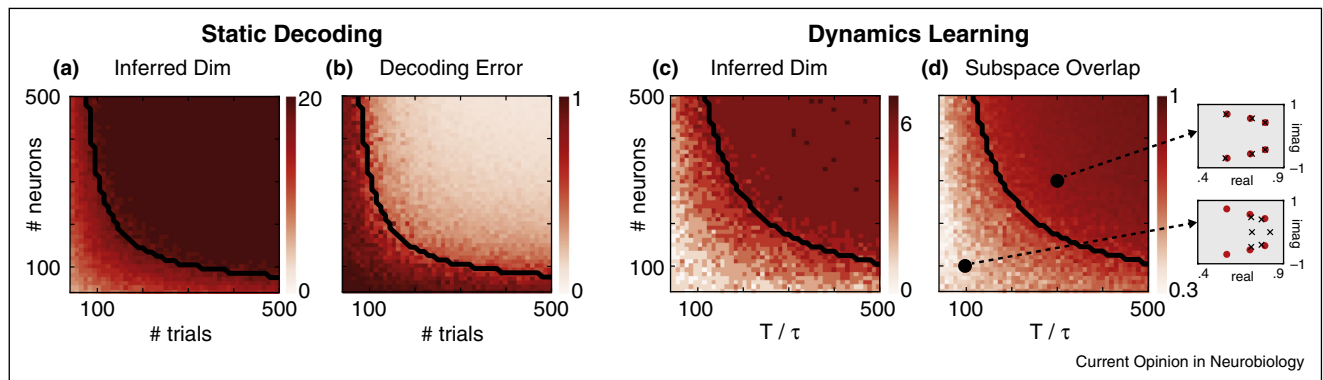 Static Decoding
Dynamics Learning
(a) Inferred Dim
(b) Decoding Error
(c) Inferred Dim
(d) Subspace Overlap
500
100
# neurons
100
500
# trials
20
0
100
500
# trials
1
0
500
100
# neurons
100
500
T / τ
6
0
100
500
T / τ
1
0.3
1
imag
-1
.4
real
.9
1
imag
-1
.4
real
.9
Current Opinion in Neurobiology